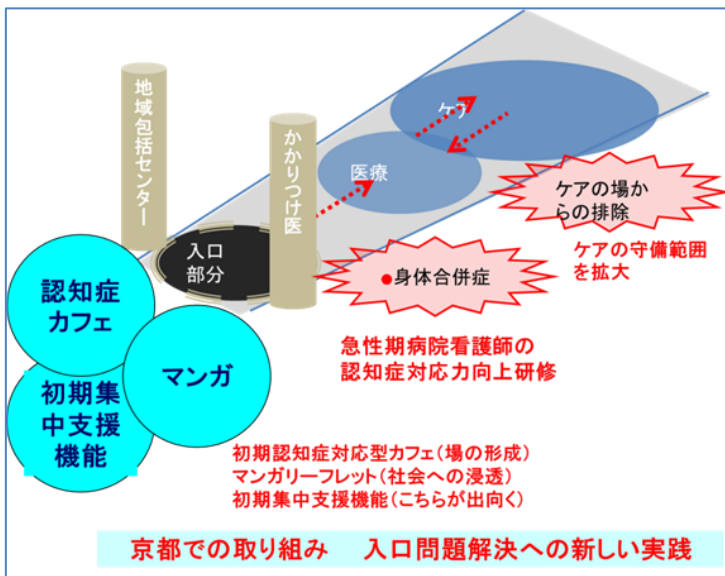 地域包括センター
かかりつけ医
ケア
医療
入口
部分
ケアの場か
らの排除
ケアの守備範囲
を拡大
●身体合併症
認知症
カフェ
マンガ
初期集
中支援
機能
急性期病院看護師の
認知症対応力向上研修
初期認知症対応型カフェ(場の形成)
マンガリーフレット(社会への浸透)
初期集中支援機能(こちらが出向く)
京都での取り組み 入口問題解決への新しい実践